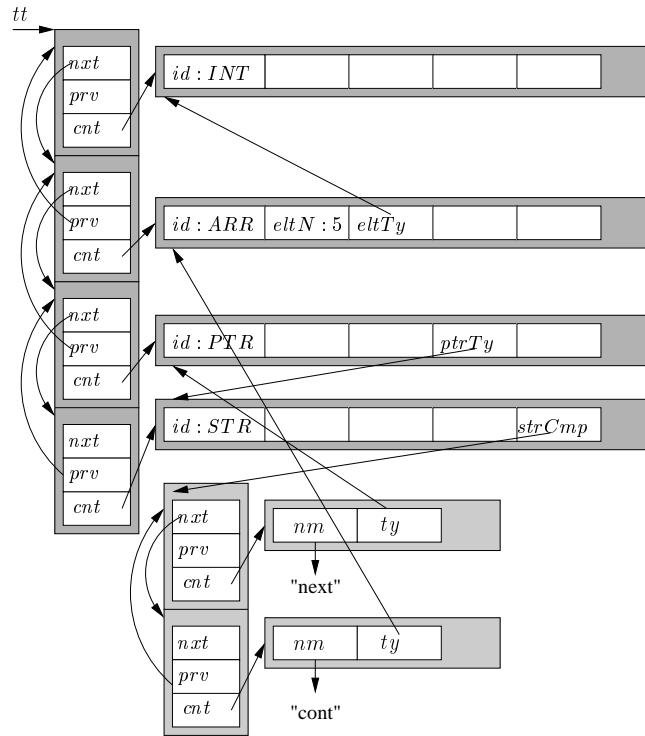 tt
nxt
prv
cnt
id : INT
nxt
prv
cnt
id : ARR eltN : 5 eltTy
nxt
prv
cnt
id : PTR ptrTy
nxt
prv
cnt
id : STR strCmp
nxt
prv
cnt
nm ty
"next"
nxt
prv
cnt
nm ty
"cont"